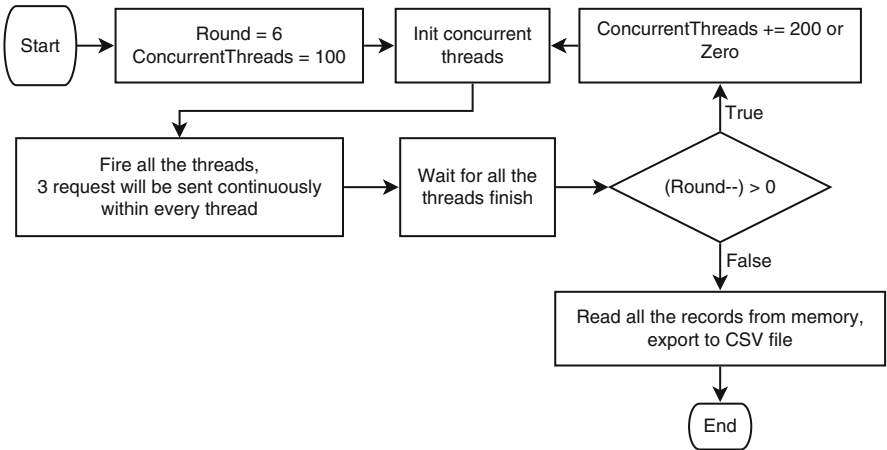 Start
Round = 6
ConcurrentThreads = 100
Init concurrent
threads
ConcurrentThreads += 200 or
Zero
True
Fire all the threads,
3 request will be sent continuously
within every thread
Wait for all the
threads finish
(Round--) > 0
False
Read all the records from memory,
export to CSV file
End